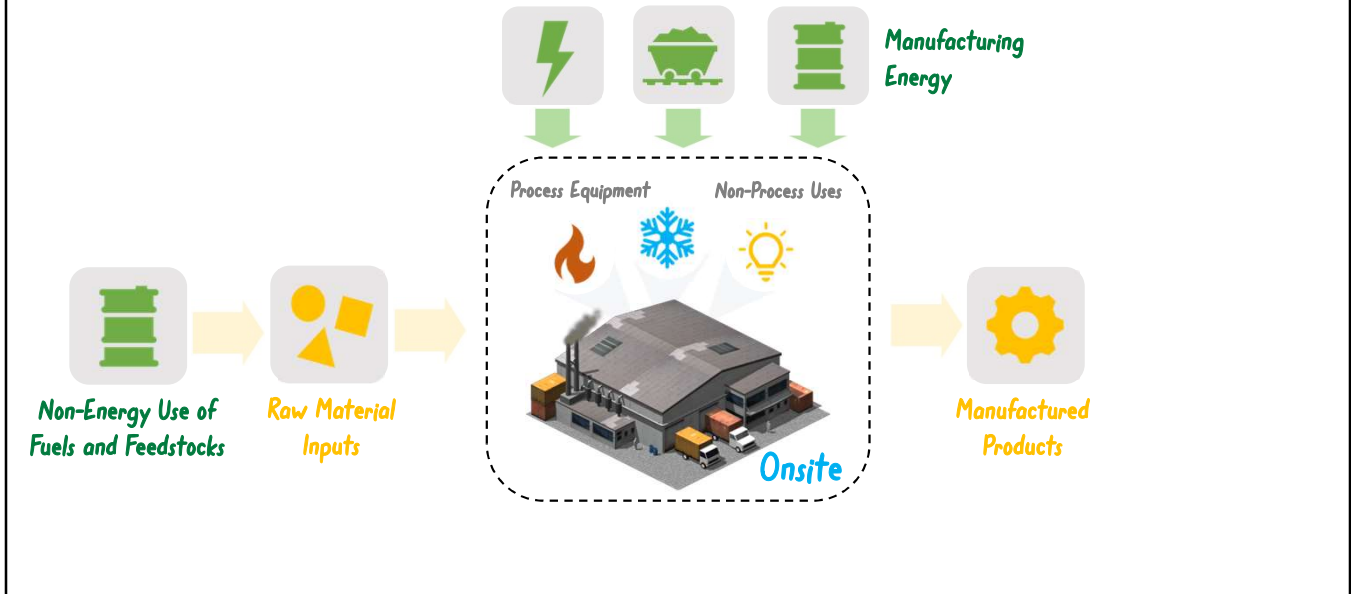 Manufacturing
Energy
Process Equipment
Non-Process Uses
Non-Energy Use of
Fuels and Feedstocks
Raw Material
Inputs
Onsite
Manufactured
Products